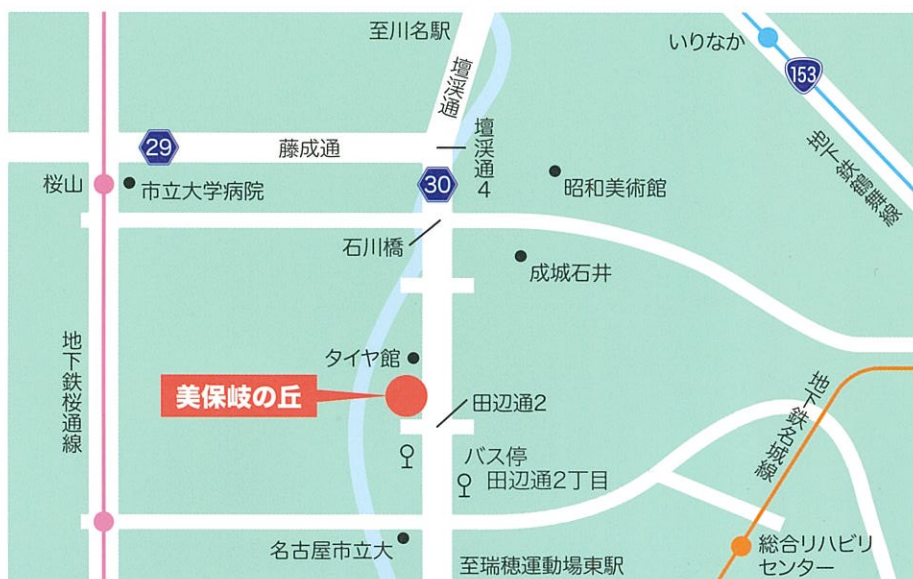 至川名駅
いりなか
153
壇渓通
29
藤成通
壇渓通4
桜山
市立大学病院
30
昭和美術館
地下鉄鶴舞線
石川橋
成城石井
地下鉄桜通線
タイヤ館
美保岐の丘
田辺通2
地下鉄名城線
バス停
田辺通2丁目
名古屋市立大
至瑞穂運動場東駅
総合リハビリ
センター